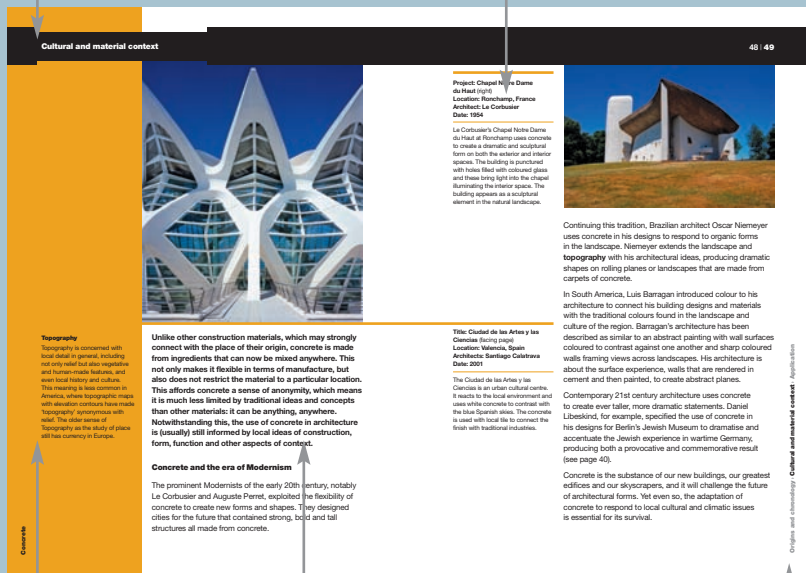 Cultural and material context
48 | 49
Project: Chapel Notre Dame
du Haut (right)
Location: Ronchamp, France
Architect: Le Corbusier
Date: 1954
Le Corbusier's Chapel Notre Dame
du Haut at Ronchamp uses concrete
to create a dramatic and sculptural
form on both the exterior and interior
spaces. The building is punctured
with holes filled with coloured glass
and these bring light into the chapel
illuminating the interior space. The
building appears as a sculptural
element in the natural landscape.
Topography
Topography is concerned with
local detail in general, including
not only relief but also vegetative
and human-made features, and
even local history and culture.
This meaning is less common in
America, where topographic maps
with elevation contours have made
'topography' synonymous with
relief. The older sense of
Topography as the study of place
still has currency in Europe.
Unlike other construction materials, which may strongly
connect with the place of their origin, concrete is made
from ingredients that can now be mixed anywhere. This
not only makes it flexible in terms of manufacture, but
also does not restrict the material to a particular location.
This affords concrete a sense of anonymity, which means
it is much less limited by traditional ideas and concepts
than other materials: it can be anything, anywhere.
Notwithstanding this, the use of concrete in architecture
is (usually) still informed by local ideas of construction,
form, function and other aspects of context.
Concrete and the era of Modernism
The prominent Modernists of the early 20th century, notably
Le Corbusier and Auguste Perret, exploited the flexibility of
concrete to create new forms and shapes. They designed
cities for the future that contained strong, bold and tall
structures all made from concrete.
Title: Ciudad de las Artes y las
Ciencias (facing page)
Location: Valencia, Spain
Architects: Santiago Calatrava
Date: 2001
The Ciudad de las Artes y las
Ciencias is an urban cultural centre.
It reacts to the local environment and
uses white concrete to contrast with
the blue Spanish skies. The concrete
is used with local tile to connect the
finish with traditional industries.
Continuing this tradition, Brazilian architect Oscar Niemeyer
uses concrete in his designs to respond to organic forms
in the landscape. Niemeyer extends the landscape and
topography with his architectural ideas, producing dramatic
shapes on rolling planes or landscapes that are made from
carpets of concrete.
In South America, Luis Barragan introduced colour to his
architecture to connect his building designs and materials
with the traditional colours found in the landscape and
culture of the region. Barragan's architecture has been
described as similar to an abstract painting with wall surfaces
coloured to contrast against one another and sharp coloured
walls framing views across landscapes. His architecture is
about the surface experience, walls that are rendered in
cement and then painted, to create abstract planes.
Contemporary 21st century architecture uses concrete
to create ever taller, more dramatic statements. Daniel
Libeskind, for example, specified the use of concrete in
his designs for Berlin's Jewish Museum to dramatise and
accentuate the Jewish experience in wartime Germany,
producing both a provocative and commemorative result
(see page 40).
Concrete is the substance of our new buildings, our greatest
edifices and our skyscrapers, and it will challenge the future
of architectural forms. Yet even so, the adaptation of
concrete to respond to local cultural and climatic issues
is essential for its survival.
Concrete
Origins and chronology · Cultural and material context · Application